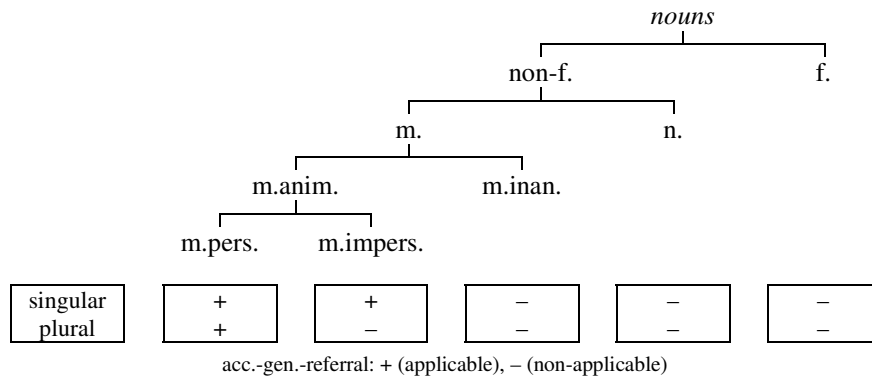 nouns
non-f. f.
m. n.
m.anim. m.inan.
m.pers. m.impers.
singular + + – – –
plural + – – – –
acc.-gen.-referral: + (applicable), – (non-applicable)